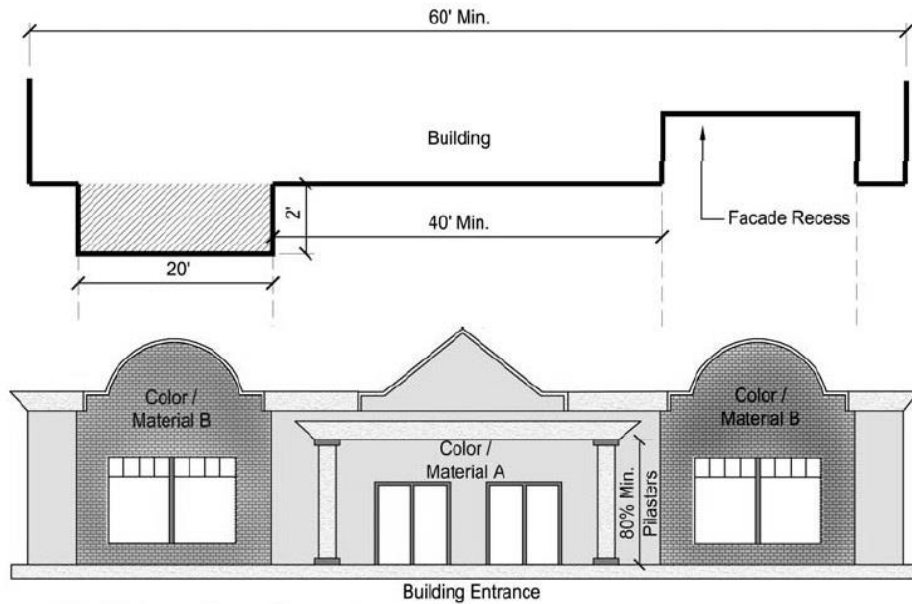 60' Min.
Building
2'
Facade Recess
40' Min.
20'
Color /
Material B
Color /
Material B
Color /
Material A
80% Min.
Pilasters
Building Entrance